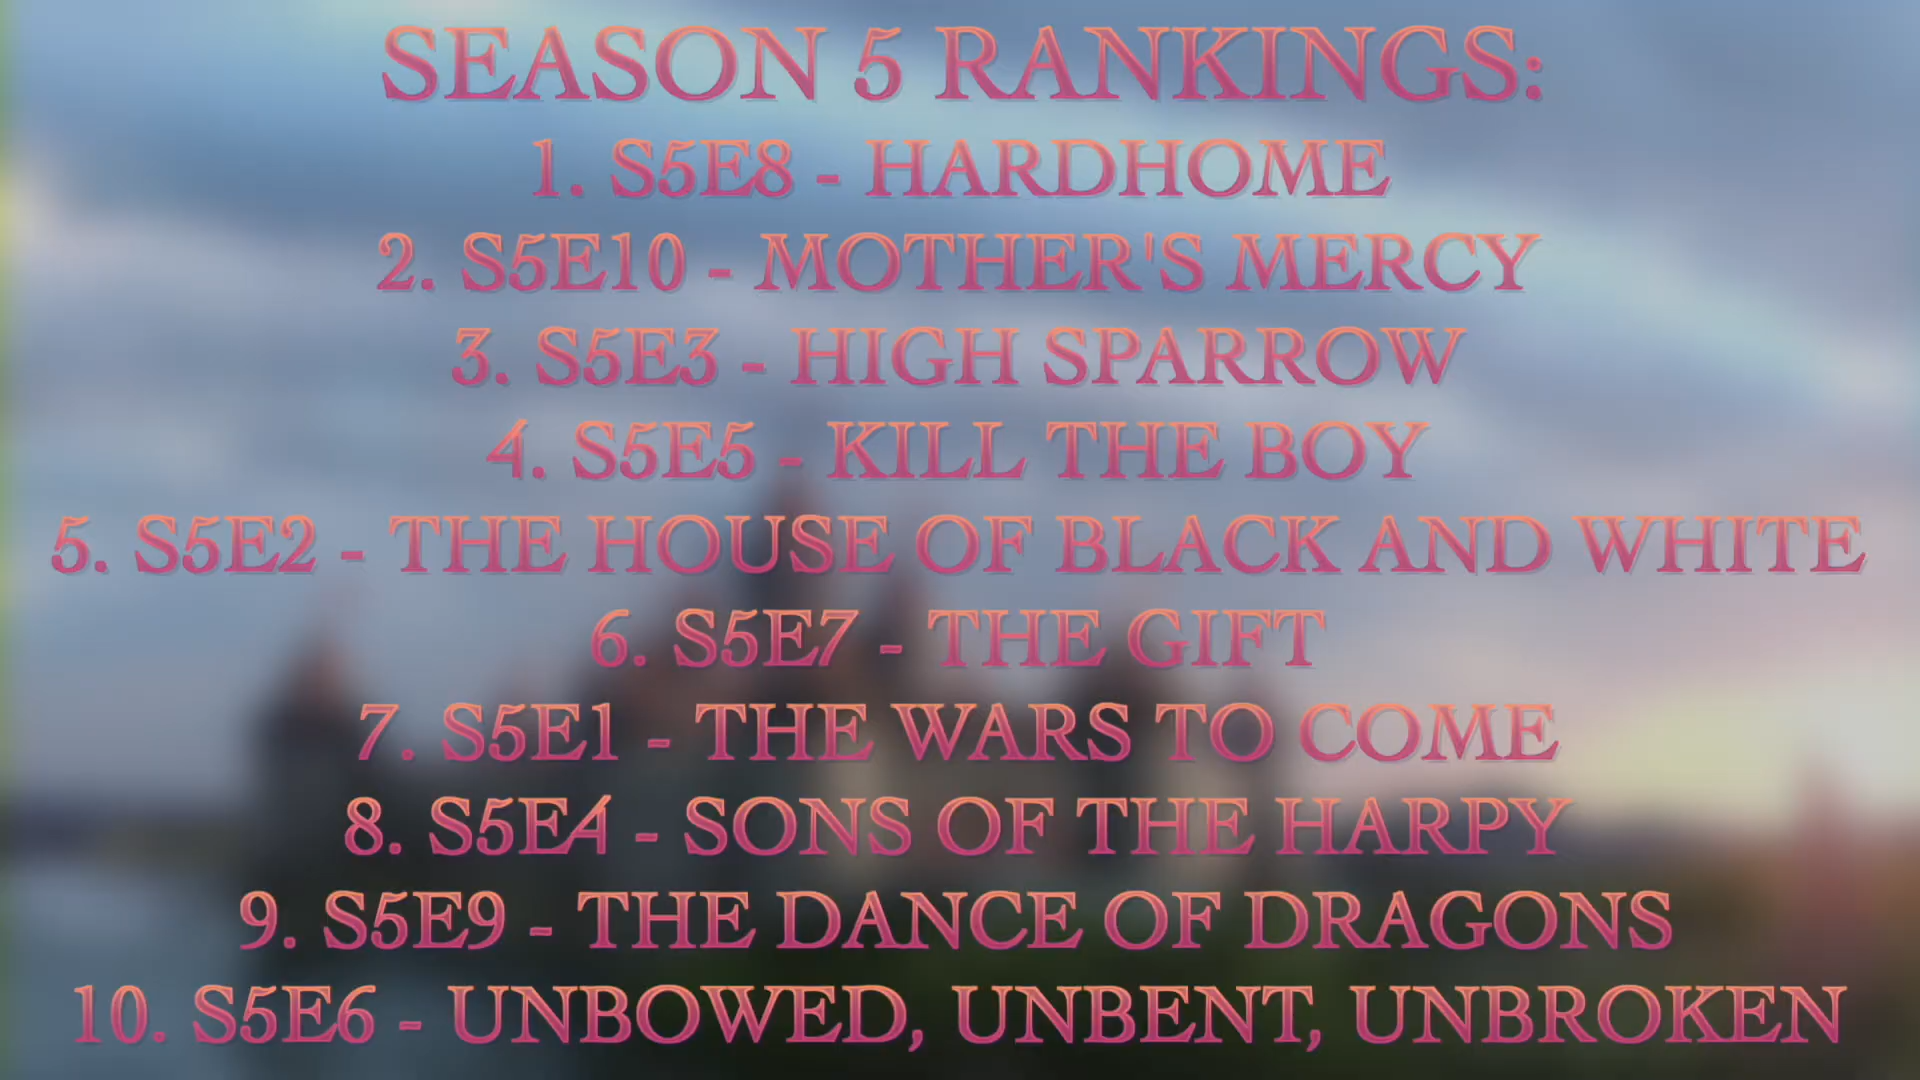 SEASON 5 RANKINGS:
1. S5E8 - HARDHOME
2. S5E10 - MOTHER'S MERCY
3. S5E3 - HIGH SPARROW
4. S5E5 - KILL THE BOY
5. S5E2 - THE HOUSE OF BLACK AND WHITE
6. S5E7 - THE GIFT
7. S5E1 - THE WARS TO COME
8. S5E4 - SONS OF THE HARPY
9. S5E9 - THE DANCE OF DRAGONS
10. S5E6 - UNBOWED, UNBENT, UNBROKEN